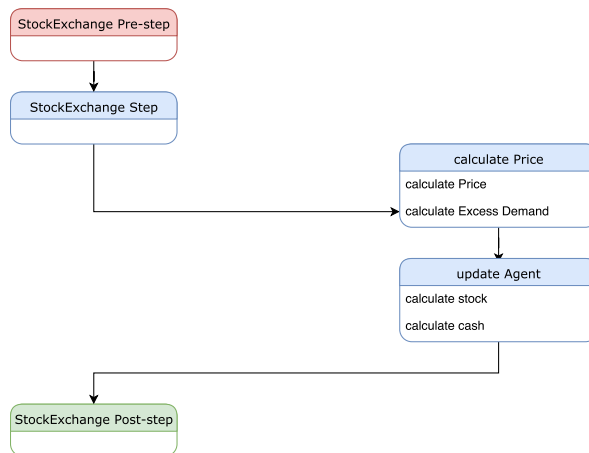 StockExchange Pre-step
StockExchange Step
calculate Price
calculate Price
calculate Excess Demand
update Agent
calculate stock
calculate cash
StockExchange Post-step